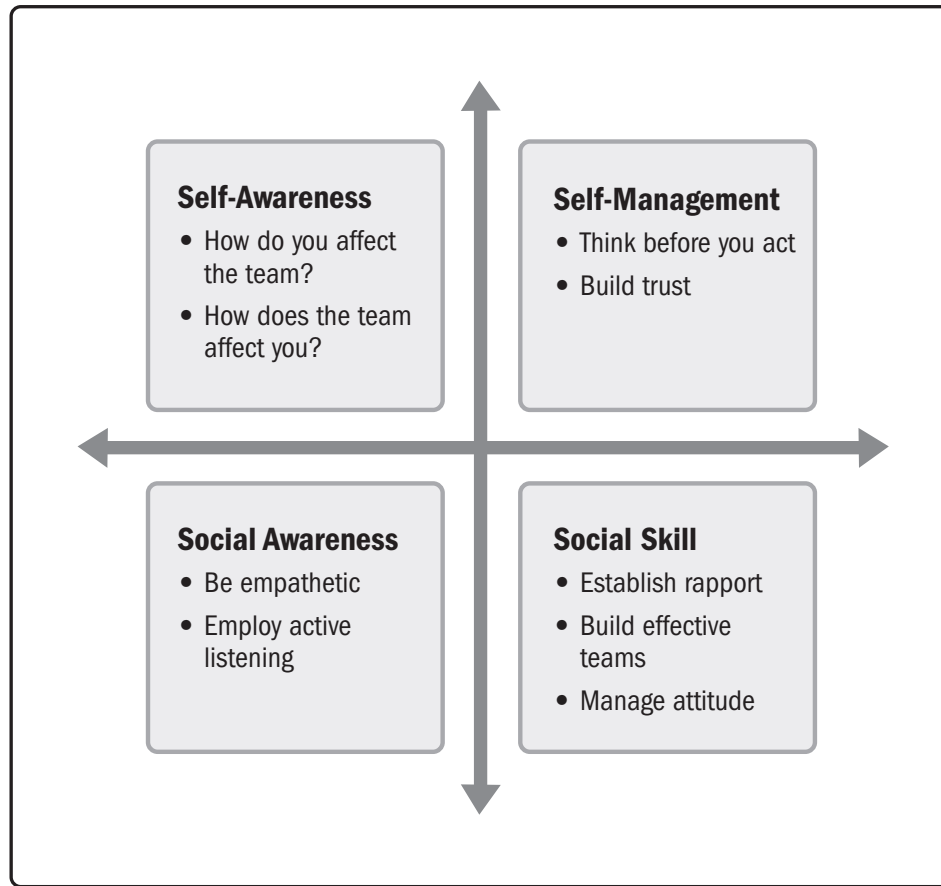 Self-Awareness
• How do you affect
the team?
• How does the team
affect you?
Self-Management
• Think before you act
• Build trust
Social Awareness
• Be empathetic
• Employ active
listening
Social Skill
• Establish rapport
• Build effective
teams
• Manage attitude